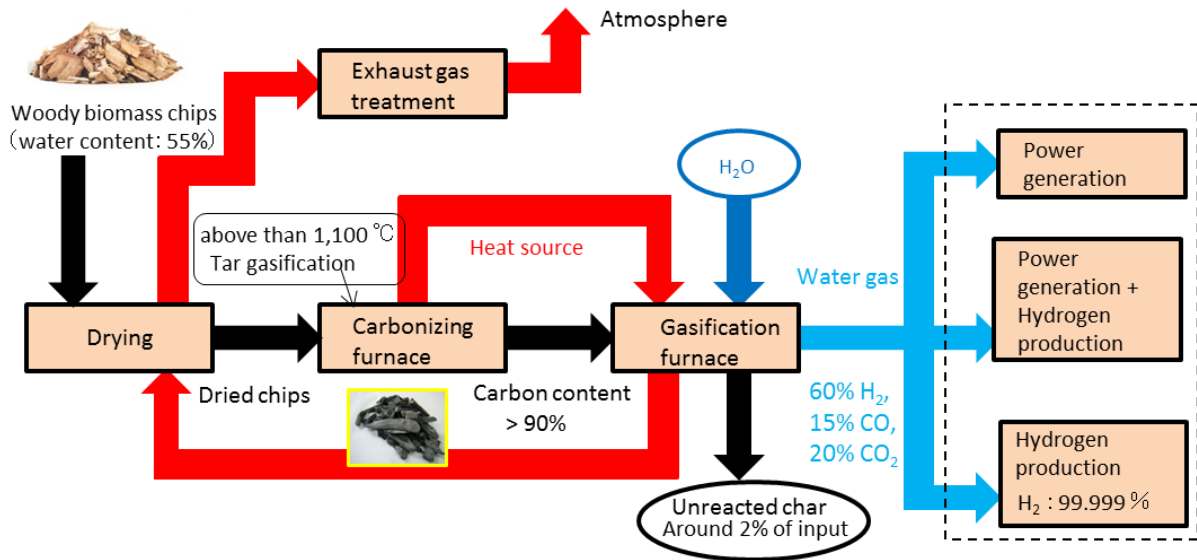 Atmosphere
Exhaust gas
treatment
Woody biomass chips
(water content: 55%)
H₂O
Power
generation
above than 1,100 ℃
Tar gasification
Heat source
Water gas
Power
generation +
Hydrogen
production
Drying
Carbonizing
furnace
Gasification
furnace
Dried chips
Carbon content
> 90%
60% H₂,
15% CO,
20% CO₂
Hydrogen
production
H₂ : 99.999%
Unreacted char
Around 2% of input